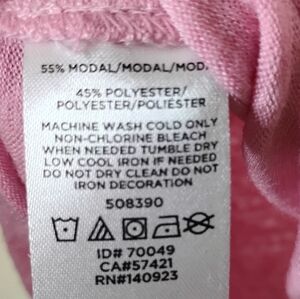 55% MODAL/MODAL/MOD
45% POLYESTER/
POLYESTER/POLIÉSTER
MACHINE WASH COLD ONLY
NON-CHLORINE BLEACH
WHEN NEEDED TUMBLE DRY
LOW COOL IRON IF NEEDED
DO NOT DRY CLEAN DO NOT
IRON DECORATION
508390
ID# 70049
CA#57421
RN#140923